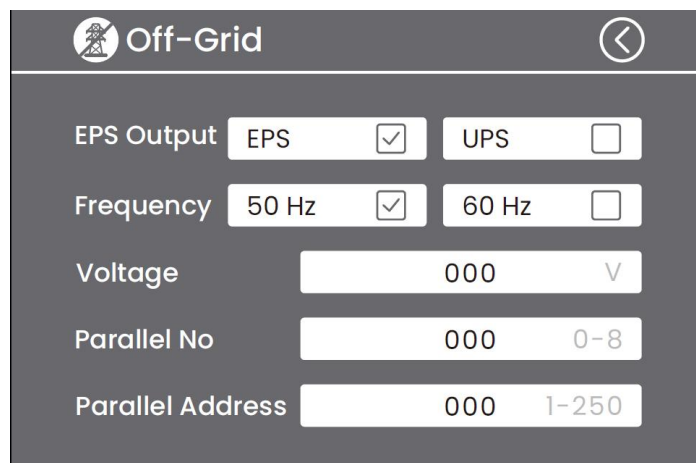 Off-Grid
EPS Output EPS UPS
Frequency 50 Hz 60 Hz
Voltage 000 V
Parallel No 000 0-8
Parallel Address 000 1-250